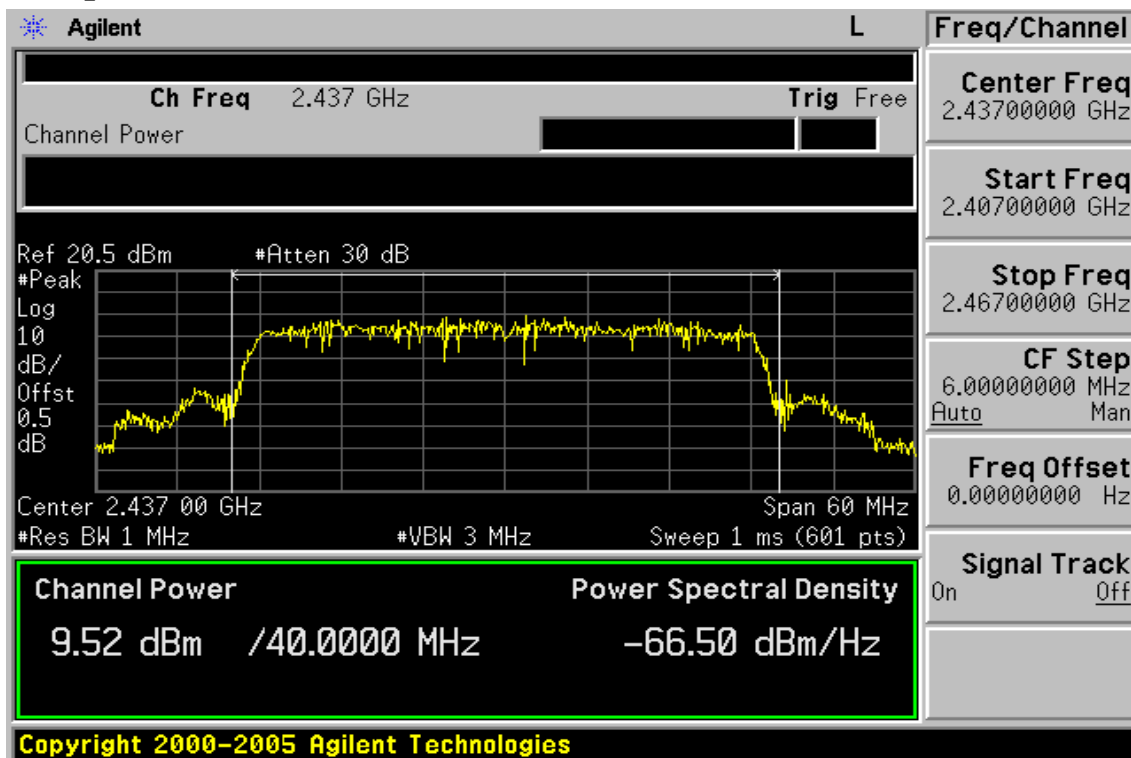 Agilent L Freq/Channel
Ch Freq 2.437 GHz Trig Free
Channel Power
Center Freq
2.43700000 GHz
Start Freq
2.40700000 GHz
Stop Freq
2.46700000 GHz
CF Step
6.00000000 MHz
Auto Man
Freq Offset
0.00000000 Hz
Signal Track
On Off
Ref 20.5 dBm #Atten 30 dB
#Peak
Log
10
dB/
Offst
0.5
dB
Center 2.437 00 GHz Span 60 MHz
#Res BW 1 MHz #VBW 3 MHz Sweep 1 ms (601 pts)
Channel Power Power Spectral Density
9.52 dBm /40.0000 MHz -66.50 dBm/Hz
Copyright 2000-2005 Agilent Technologies